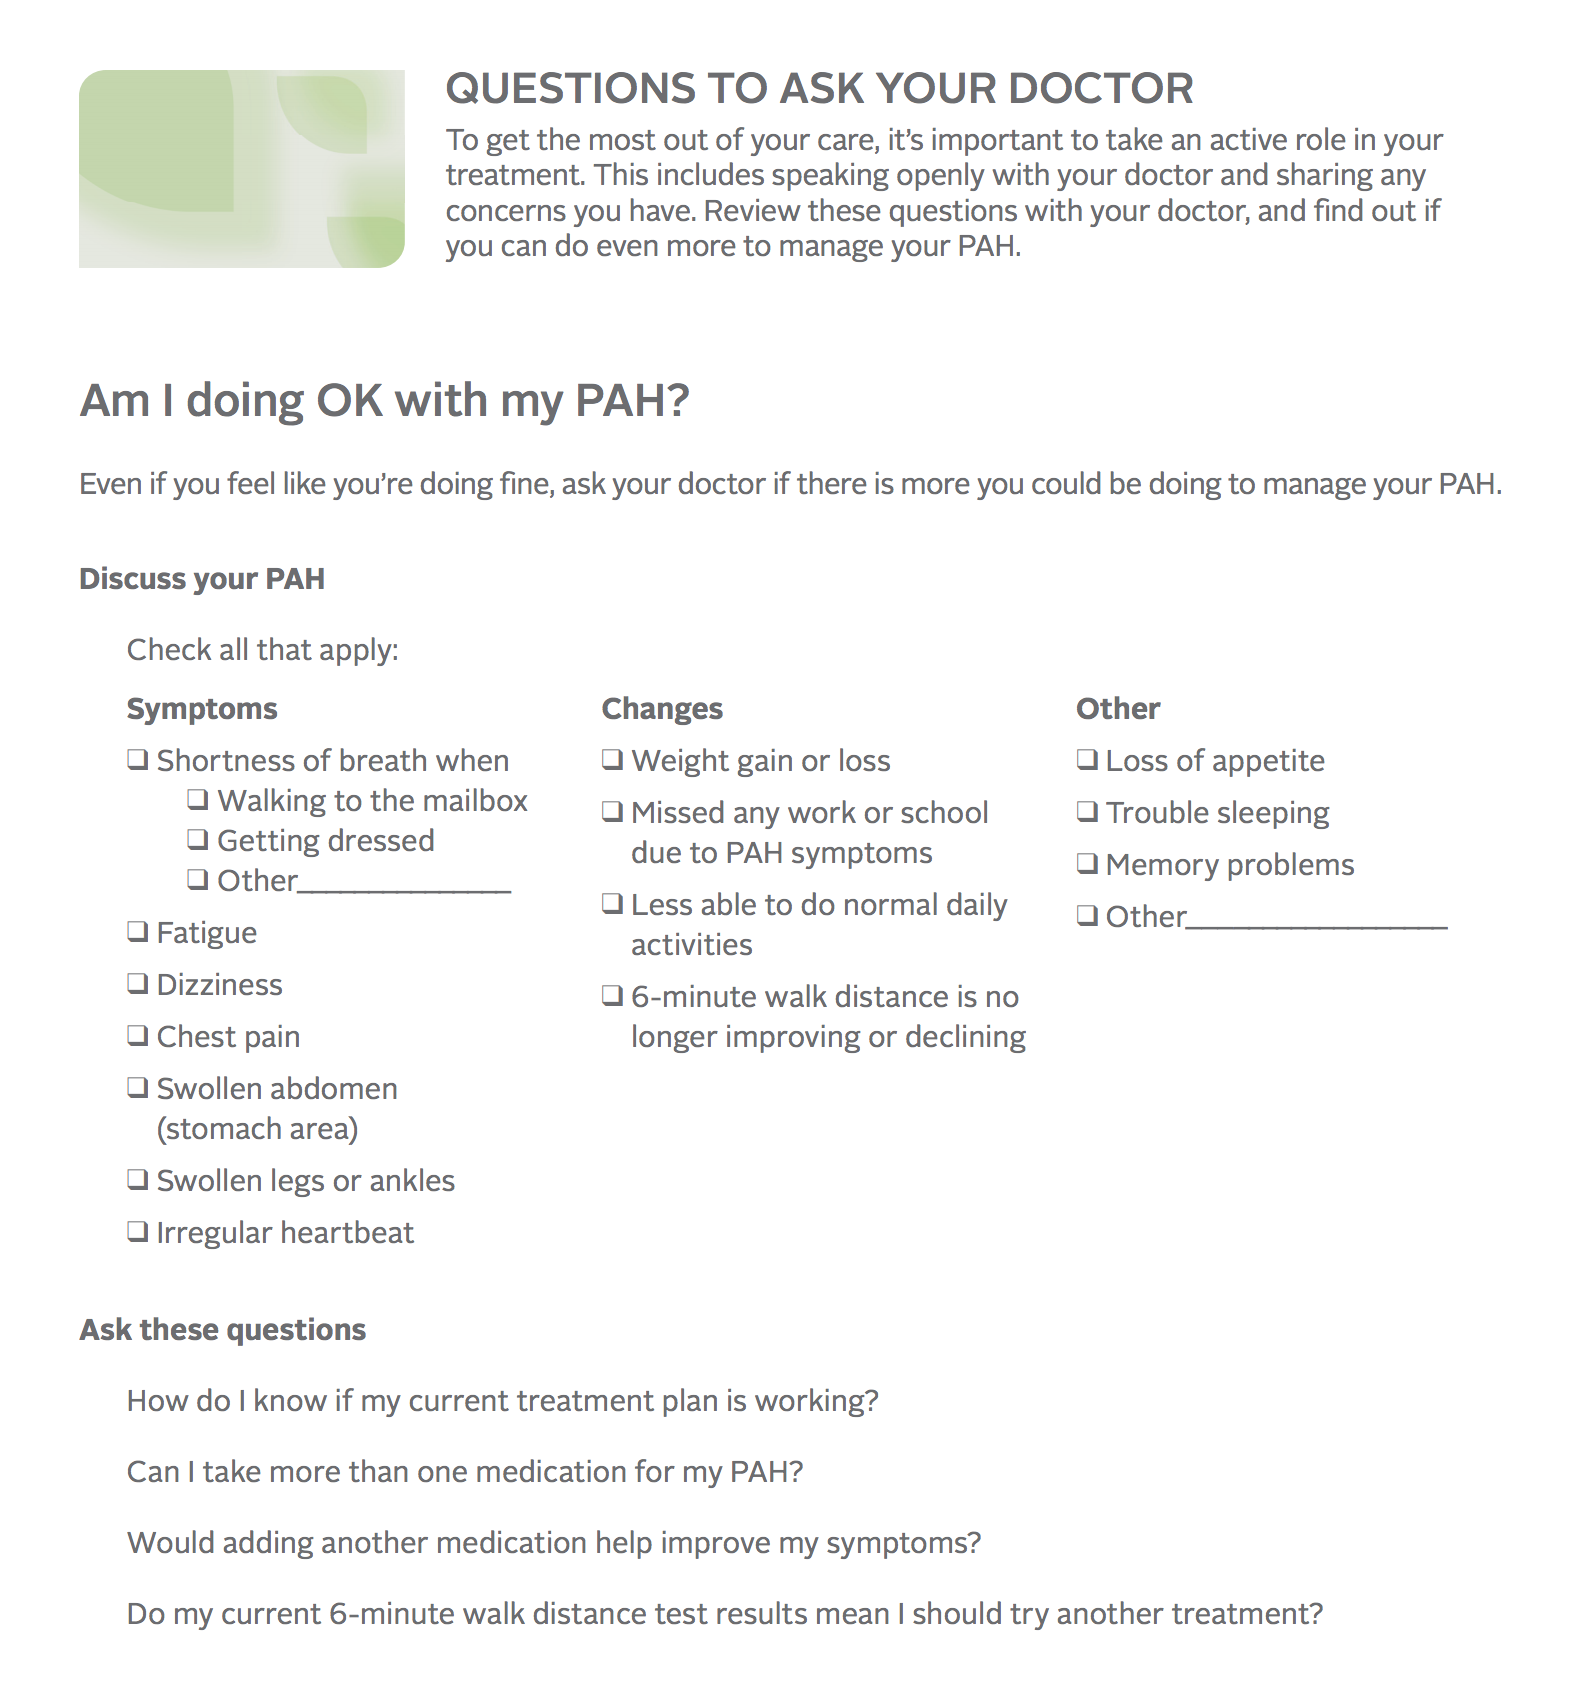 QUESTIONS TO ASK YOUR DOCTOR
To get the most out of your care, it’s important to take an active role in your
treatment. This includes speaking openly with your doctor and sharing any
concerns you have. Review these questions with your doctor, and find out if
you can do even more to manage your PAH.
Am I doing OK with my PAH?
Even if you feel like you’re doing fine, ask your doctor if there is more you could be doing to manage your PAH.
Discuss your PAH
Check all that apply:
Symptoms
❏ Shortness of breath when
❏ Walking to the mailbox
❏ Getting dressed
❏ Other_______________
❏ Fatigue
❏ Dizziness
❏ Chest pain
❏ Swollen abdomen
(stomach area)
❏ Swollen legs or ankles
❏ Irregular heartbeat
Changes
❏ Weight gain or loss
❏ Missed any work or school
due to PAH symptoms
❏ Less able to do normal daily
activities
❏ 6-minute walk distance is no
longer improving or declining
Other
❏ Loss of appetite
❏ Trouble sleeping
❏ Memory problems
❏ Other__________________
Ask these questions
How do I know if my current treatment plan is working?
Can I take more than one medication for my PAH?
Would adding another medication help improve my symptoms?
Do my current 6-minute walk distance test results mean I should try another treatment?